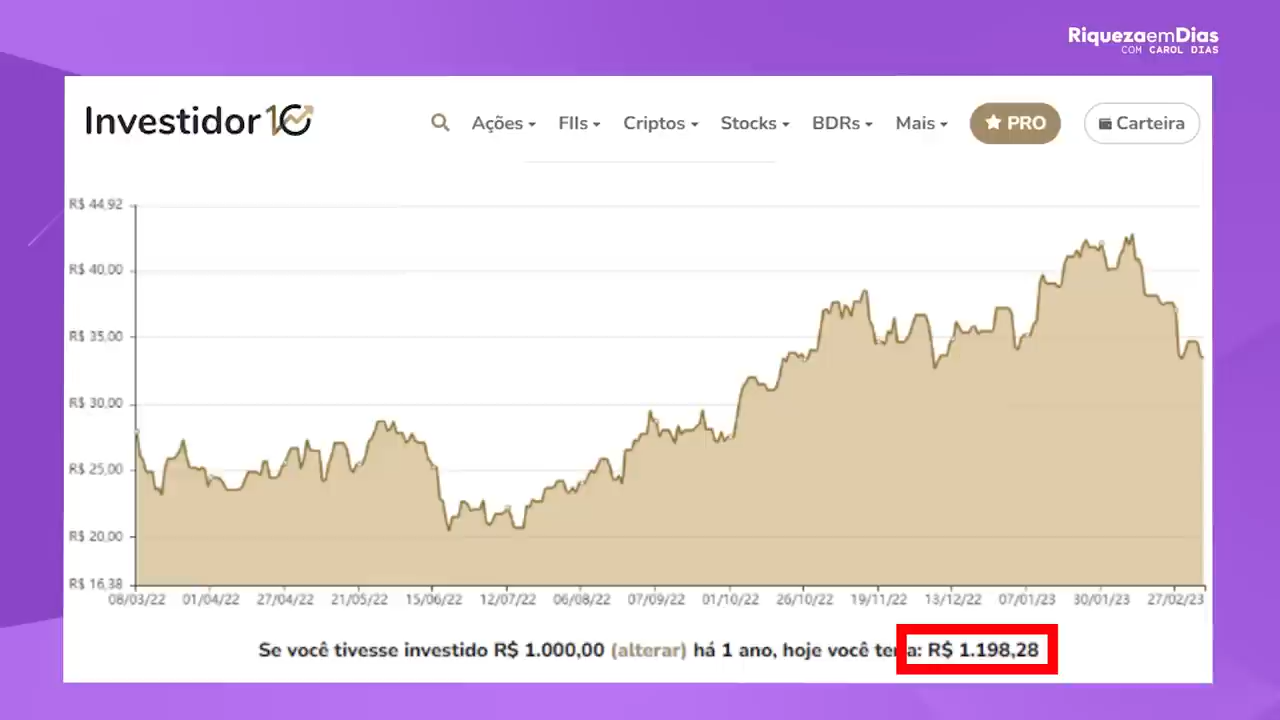 RiquezaemDias
COM CAROL DIAS
Investidor10
Ações FIIs Criptos Stocks BDRs Mais PRO Carteira
R$ 44,92
R$ 40,00
R$ 35,00
R$ 30,00
R$ 25,00
R$ 20,00
R$ 16,38
08/03/22 01/04/22 27/04/22 21/05/22 15/06/22 12/07/22 06/08/22 07/09/22 01/10/22 26/10/22 19/11/22 13/12/22 07/01/23 30/01/23 27/02/23
Se você tivesse investido R$ 1.000,00 (alterar) há 1 ano, hoje você teria: R$ 1.198,28